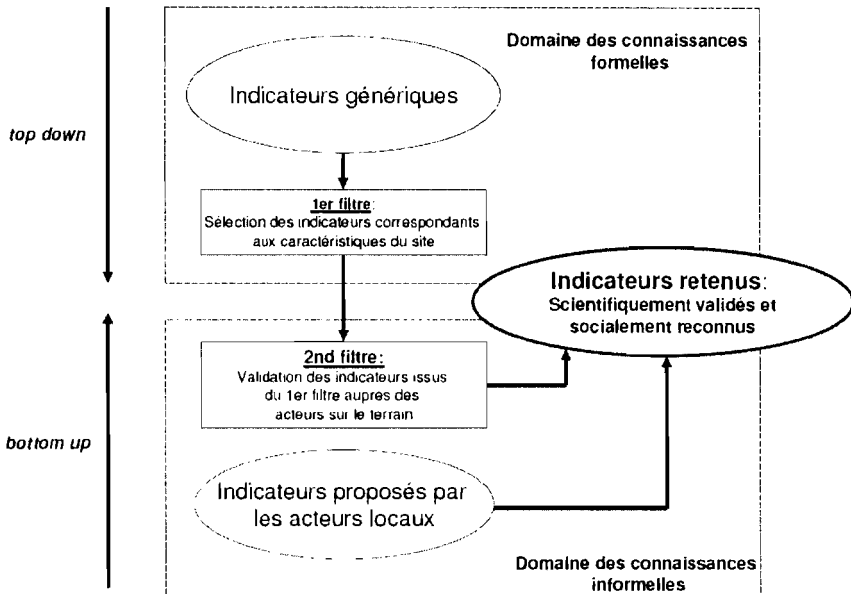 Domaine des connaissances
formelles
Indicateurs génériques
top down
1er filtre:
Sélection des indicateurs correspondants
aux caractéristiques du site
Indicateurs retenus:
Scientifiquement validés et
socialement reconnus
2nd filtre:
Validation des indicateurs issus
du 1er filtre aupres des
acteurs sur le terrain
bottom up
Indicateurs proposés par
les acteurs locaux
Domaine des connaissances
informelles